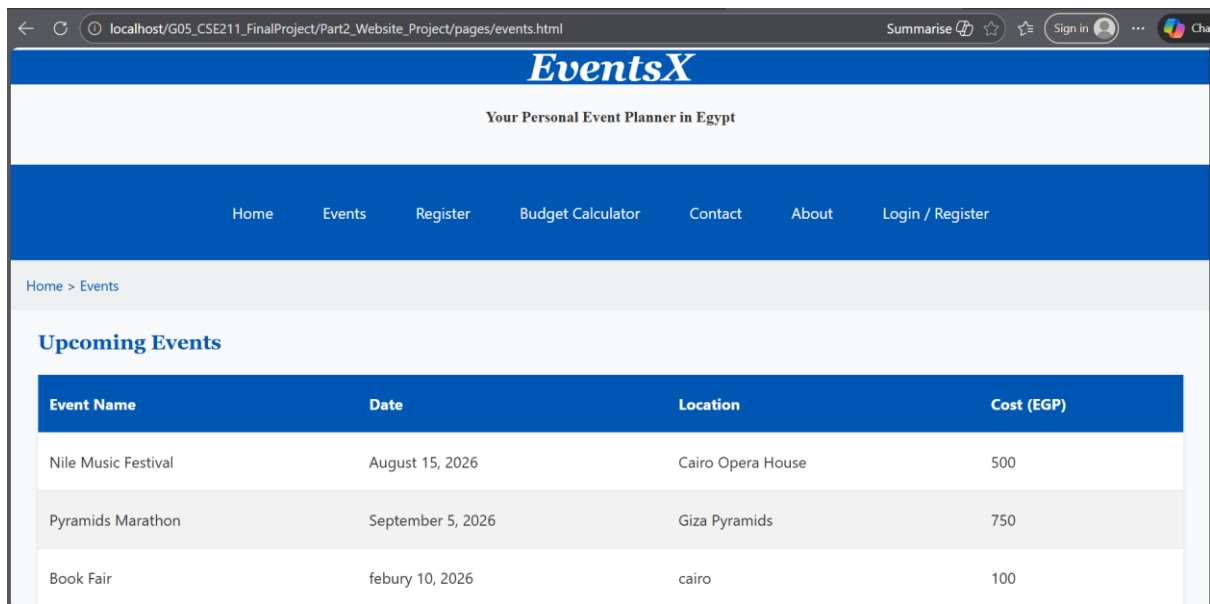 localhost/G05_CSE211_FinalProject/Part2_Website_Project/pages/events.html Summarise Sign in
EventsX
Your Personal Event Planner in Egypt
Home Events Register Budget Calculator Contact About Login / Register
Home > Events
Upcoming Events
Event Name Date Location Cost (EGP)
Nile Music Festival August 15, 2026 Cairo Opera House 500
Pyramids Marathon September 5, 2026 Giza Pyramids 750
Book Fair febury 10, 2026 cairo 100